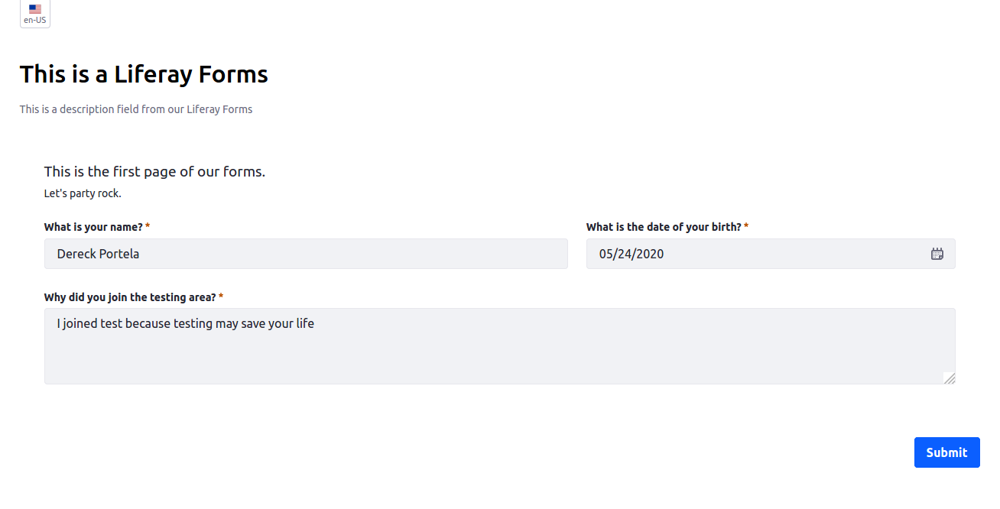 en-US
This is a Liferay Forms
This is a description field from our Liferay Forms
This is the first page of our forms.
Let's party rock.
What is your name? *
What is the date of your birth? *
Dereck Portela
05/24/2020
Why did you join the testing area? *
I joined test because testing may save your life
Submit